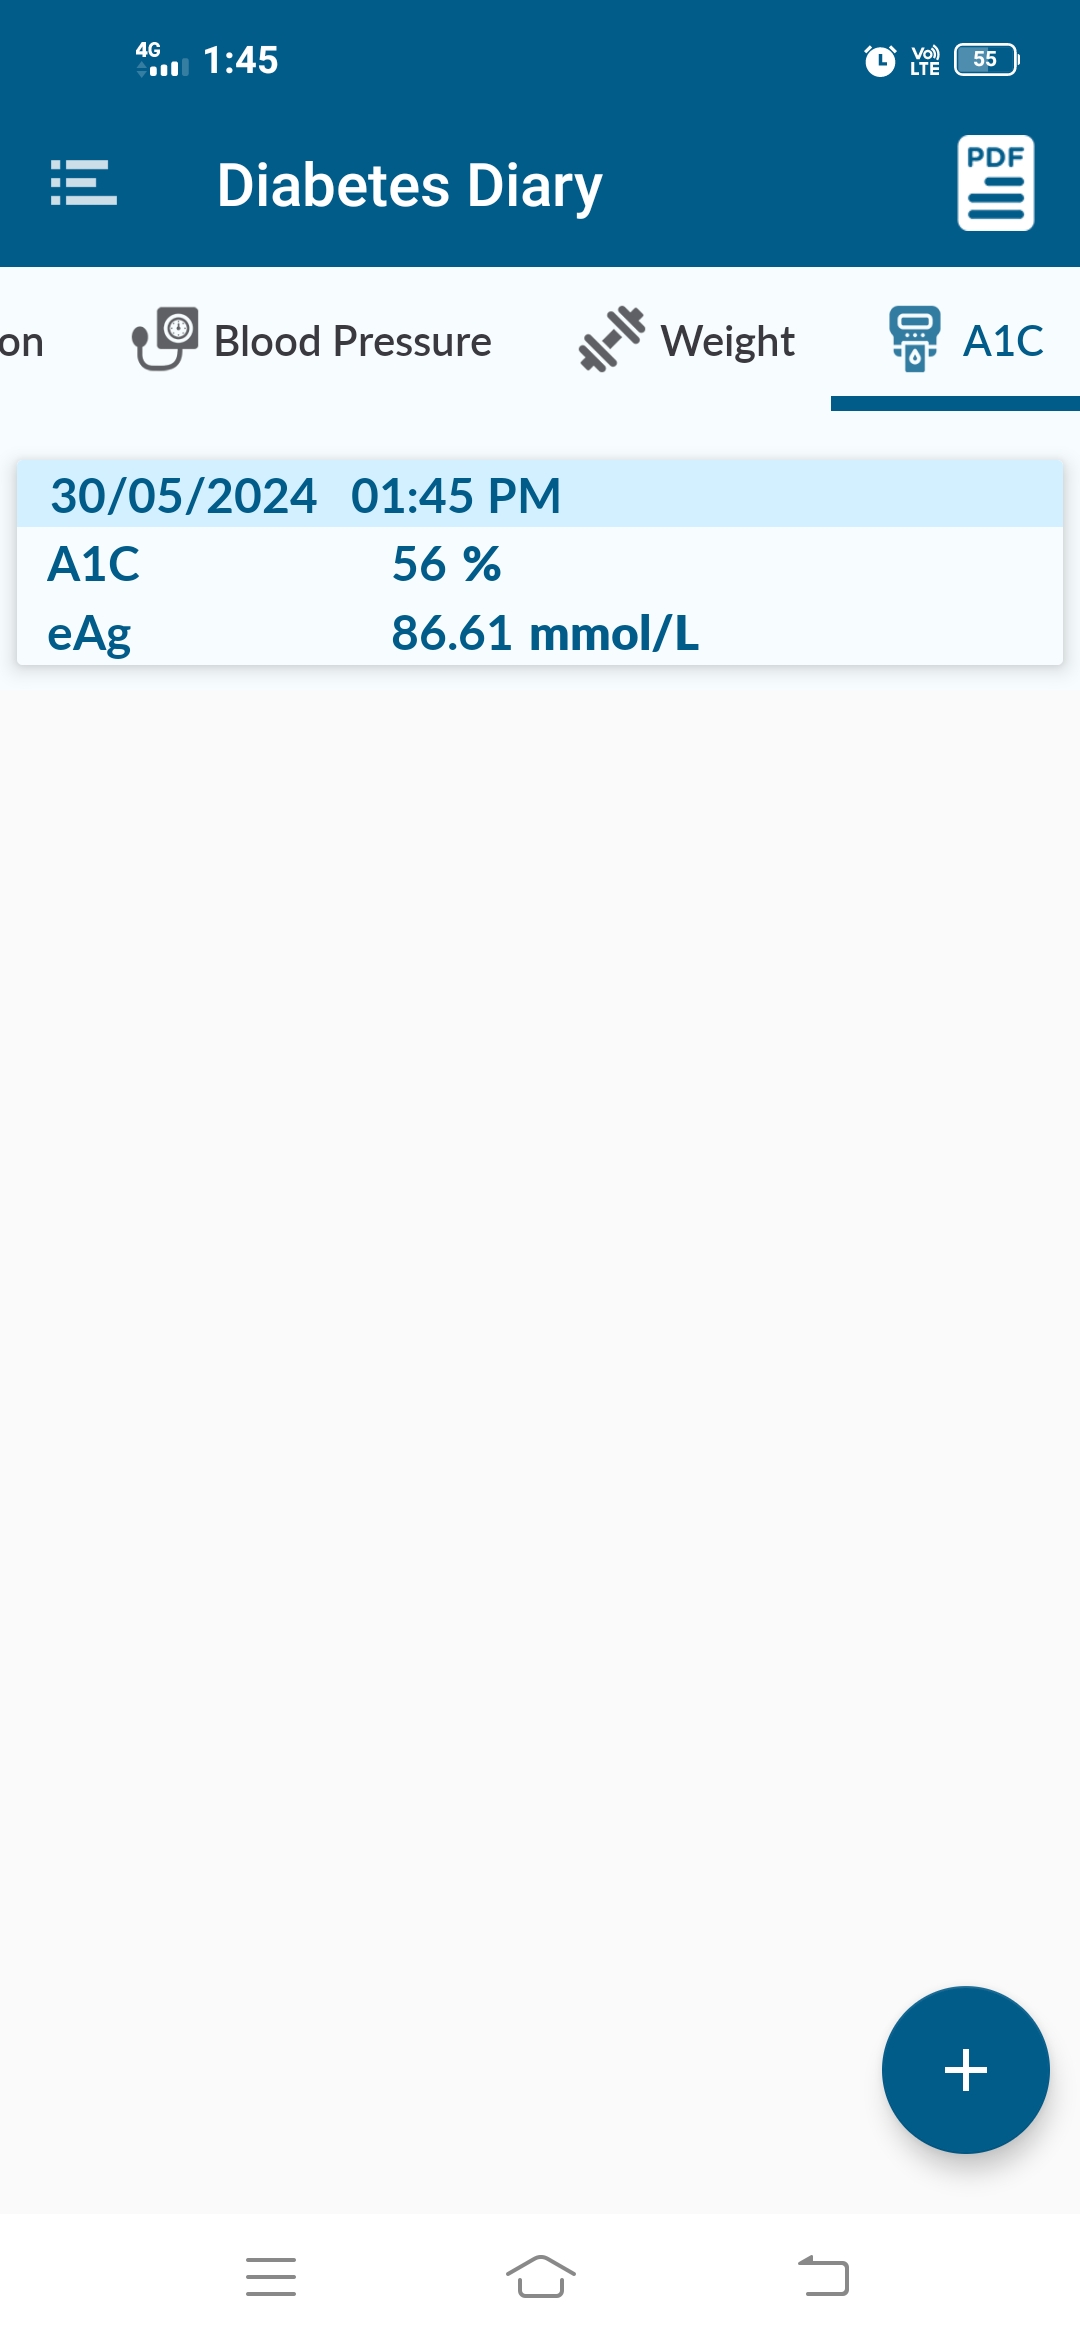 4G 1:45 Vo) LTE 55
Diabetes Diary PDF
on Blood Pressure Weight A1C
30/05/2024 01:45 PM
A1C 56 %
eAg 86.61 mmol/L
+